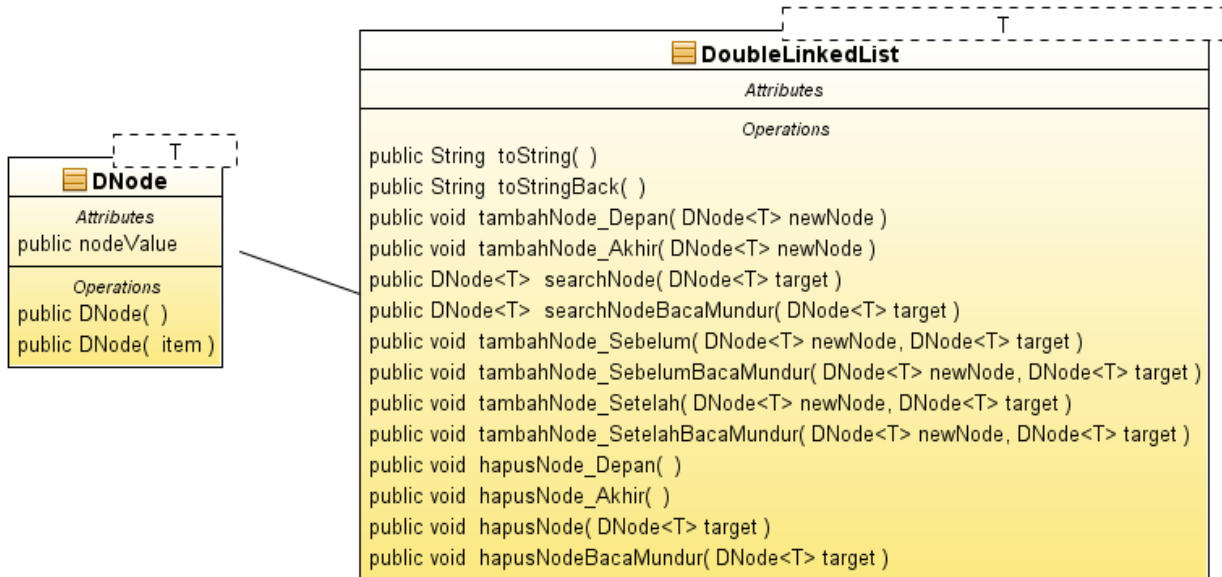 T
DNode
Attributes
public nodeValue
Operations
public DNode( )
public DNode( item )
T
DoubleLinkedList
Attributes
Operations
public String toString( )
public String toStringBack( )
public void tambahNode_Depan( DNode<T> newNode )
public void tambahNode_Akhir( DNode<T> newNode )
public DNode<T> searchNode( DNode<T> target )
public DNode<T> searchNodeBacaMundur( DNode<T> target )
public void tambahNode_Sebelum( DNode<T> newNode, DNode<T> target )
public void tambahNode_SebelumBacaMundur( DNode<T> newNode, DNode<T> target )
public void tambahNode_Setelah( DNode<T> newNode, DNode<T> target )
public void tambahNode_SetelahBacaMundur( DNode<T> newNode, DNode<T> target )
public void hapusNode_Depan( )
public void hapusNode_Akhir( )
public void hapusNode( DNode<T> target )
public void hapusNodeBacaMundur( DNode<T> target )